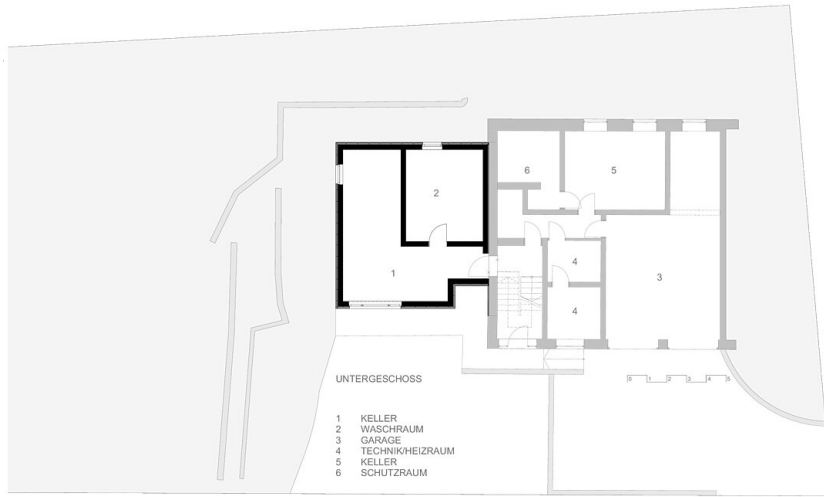 6
5
2
4
1
3
4
UNTERGESCHOSS
0 1 2 3 4 5
1 KELLER
2 WASCHRAUM
3 GARAGE
4 TECHNIK/HEIZRAUM
5 KELLER
6 SCHUTZRAUM